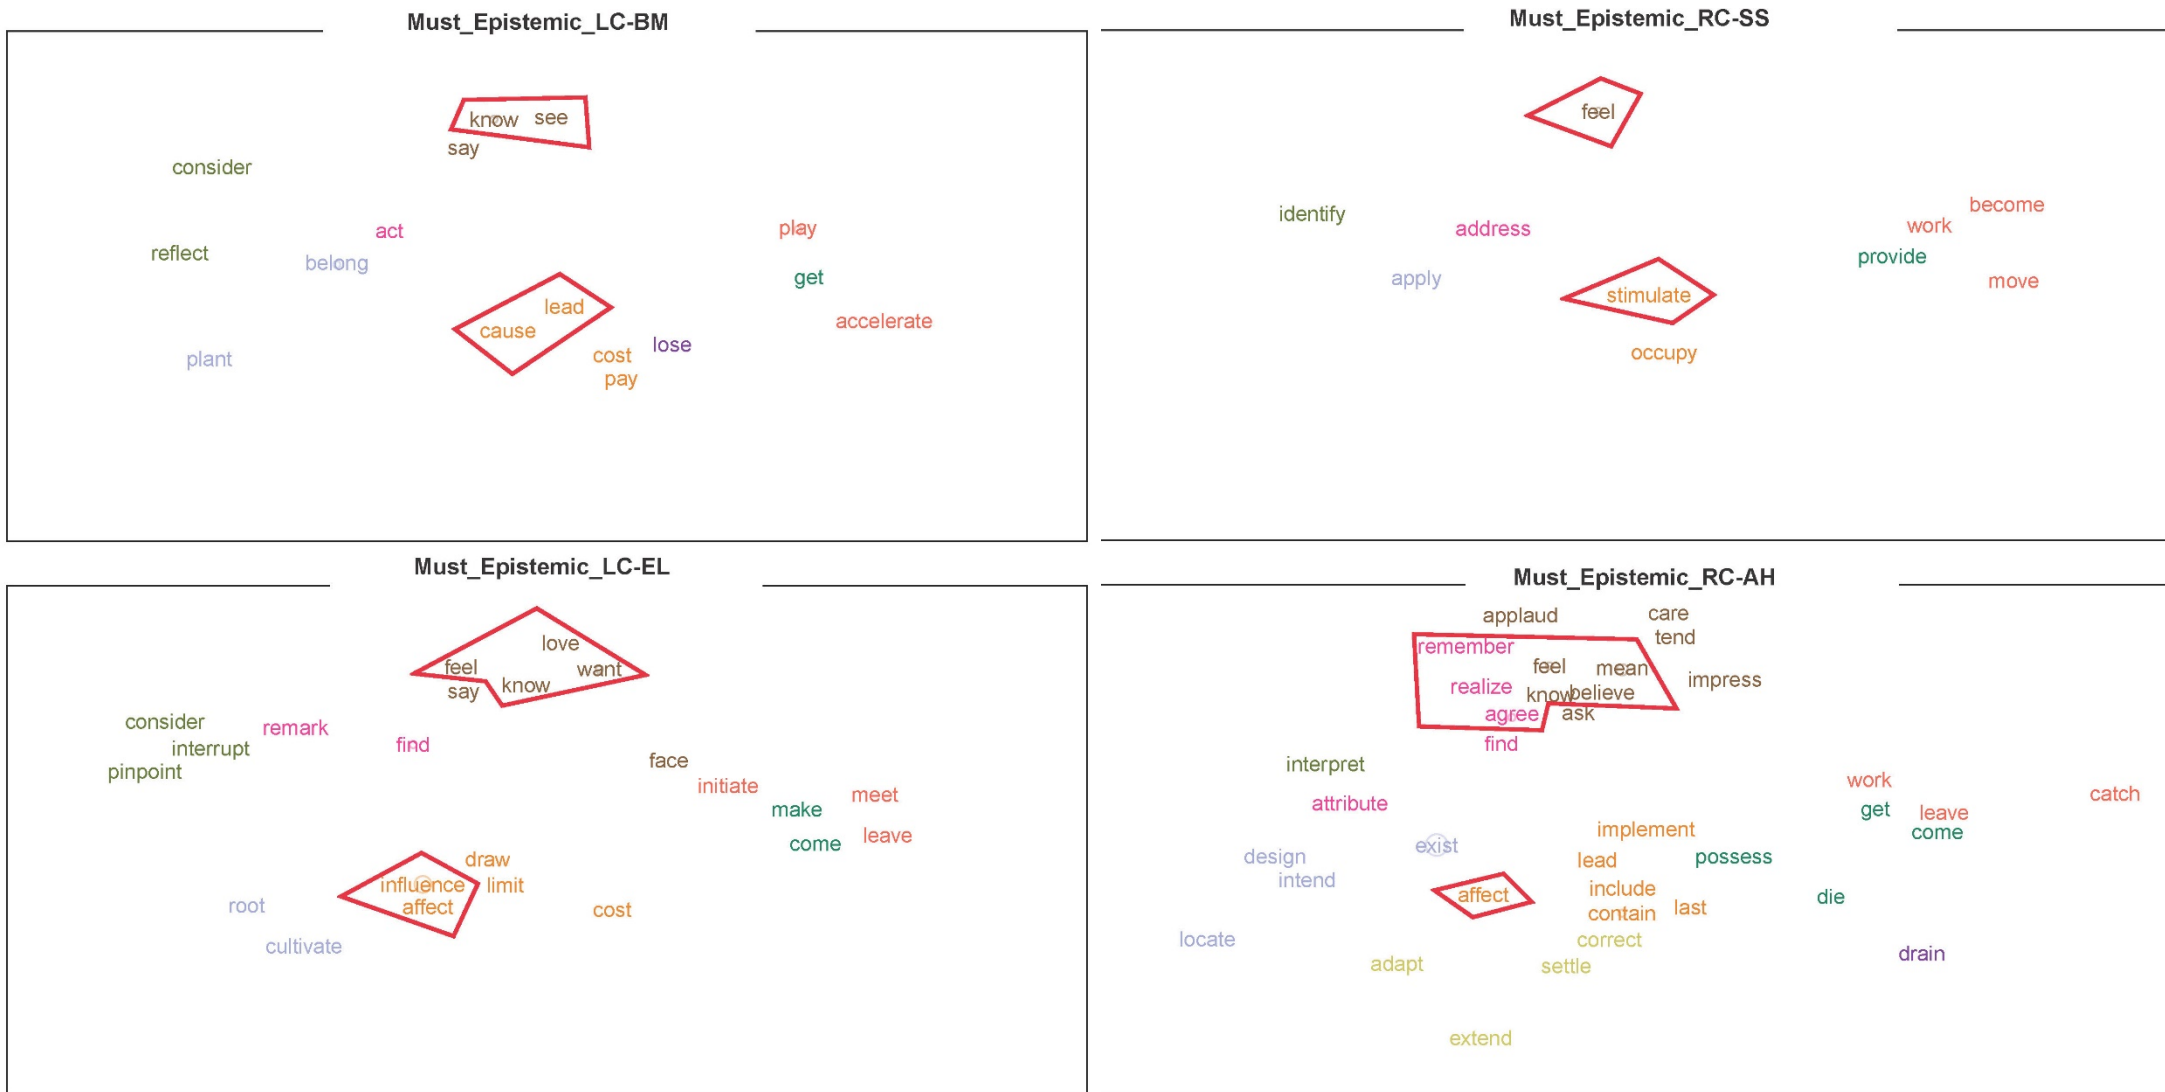 Must_Epistemic_LC-BM
know see
say
consider
act
play
reflect
belong
get
lead
cause
accelerate
lose
cost
plant
pay
Must_Epistemic_RC-SS
feel
become
identify
work
address
provide
apply
move
stimulate
occupy
Must_Epistemic_LC-EL
love
feel
want
know
say
consider
remark
find
interrupt
face
pinpoint
initiate
meet
make
leave
come
draw
influence
limit
affect
root
cost
cultivate
Must_Epistemic_RC-AH
applaud
care
tend
remember
feel
mean
impress
realize
know
believe
agree
ask
find
interpret
work
catch
attribute
get
leave
come
implement
exist
design
lead
possess
intend
include
affect
die
last
contain
locate
correct
drain
adapt
settle
extend